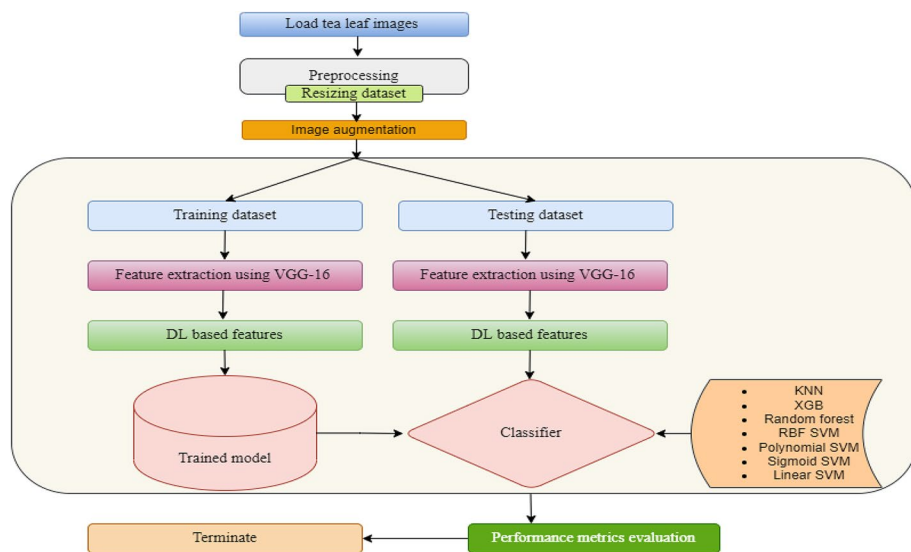 Load tea leaf images
Preprocessing
Resizing dataset
Image augmentation
Training dataset
Testing dataset
Feature extraction using VGG-16
Feature extraction using VGG-16
DL based features
DL based features
Trained model
Classifier
• KNN
• XGB
• Random forest
• RBF SVM
• Polynomial SVM
• Sigmoid SVM
• Linear SVM
Terminate
Performance metrics evaluation